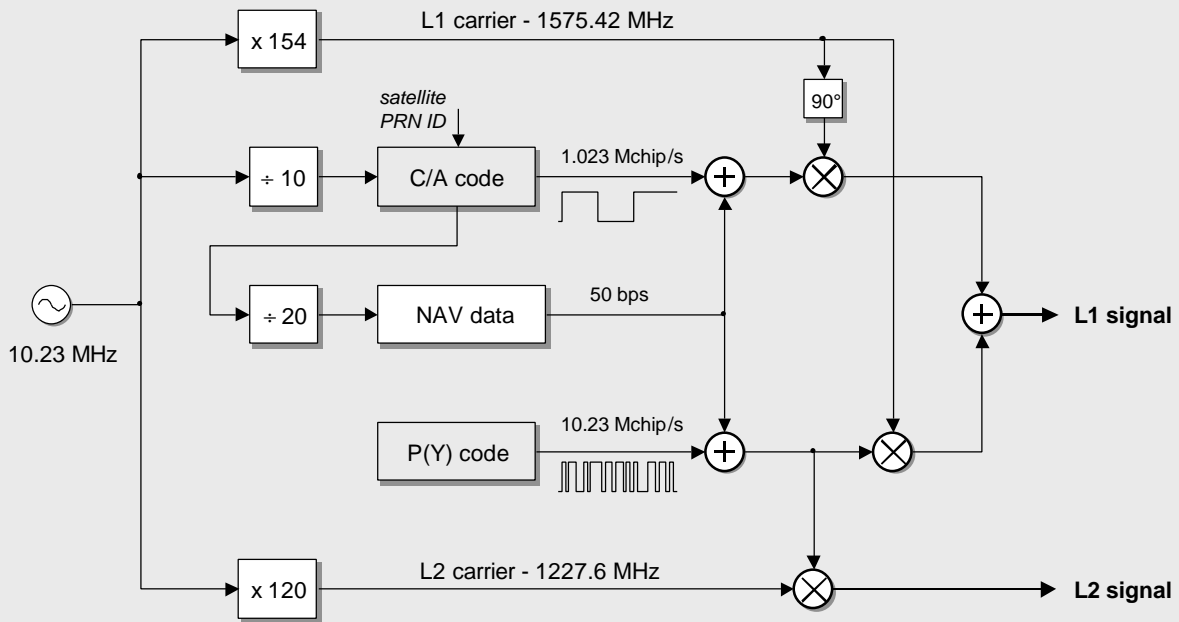 L1 carrier - 1575.42 MHz
x 154
90°
satellite
PRN ID
1.023 Mchip/s
÷ 10
C/A code
50 bps
÷ 20
NAV data
L1 signal
10.23 MHz
10.23 Mchip/s
P(Y) code
L2 carrier - 1227.6 MHz
x 120
L2 signal